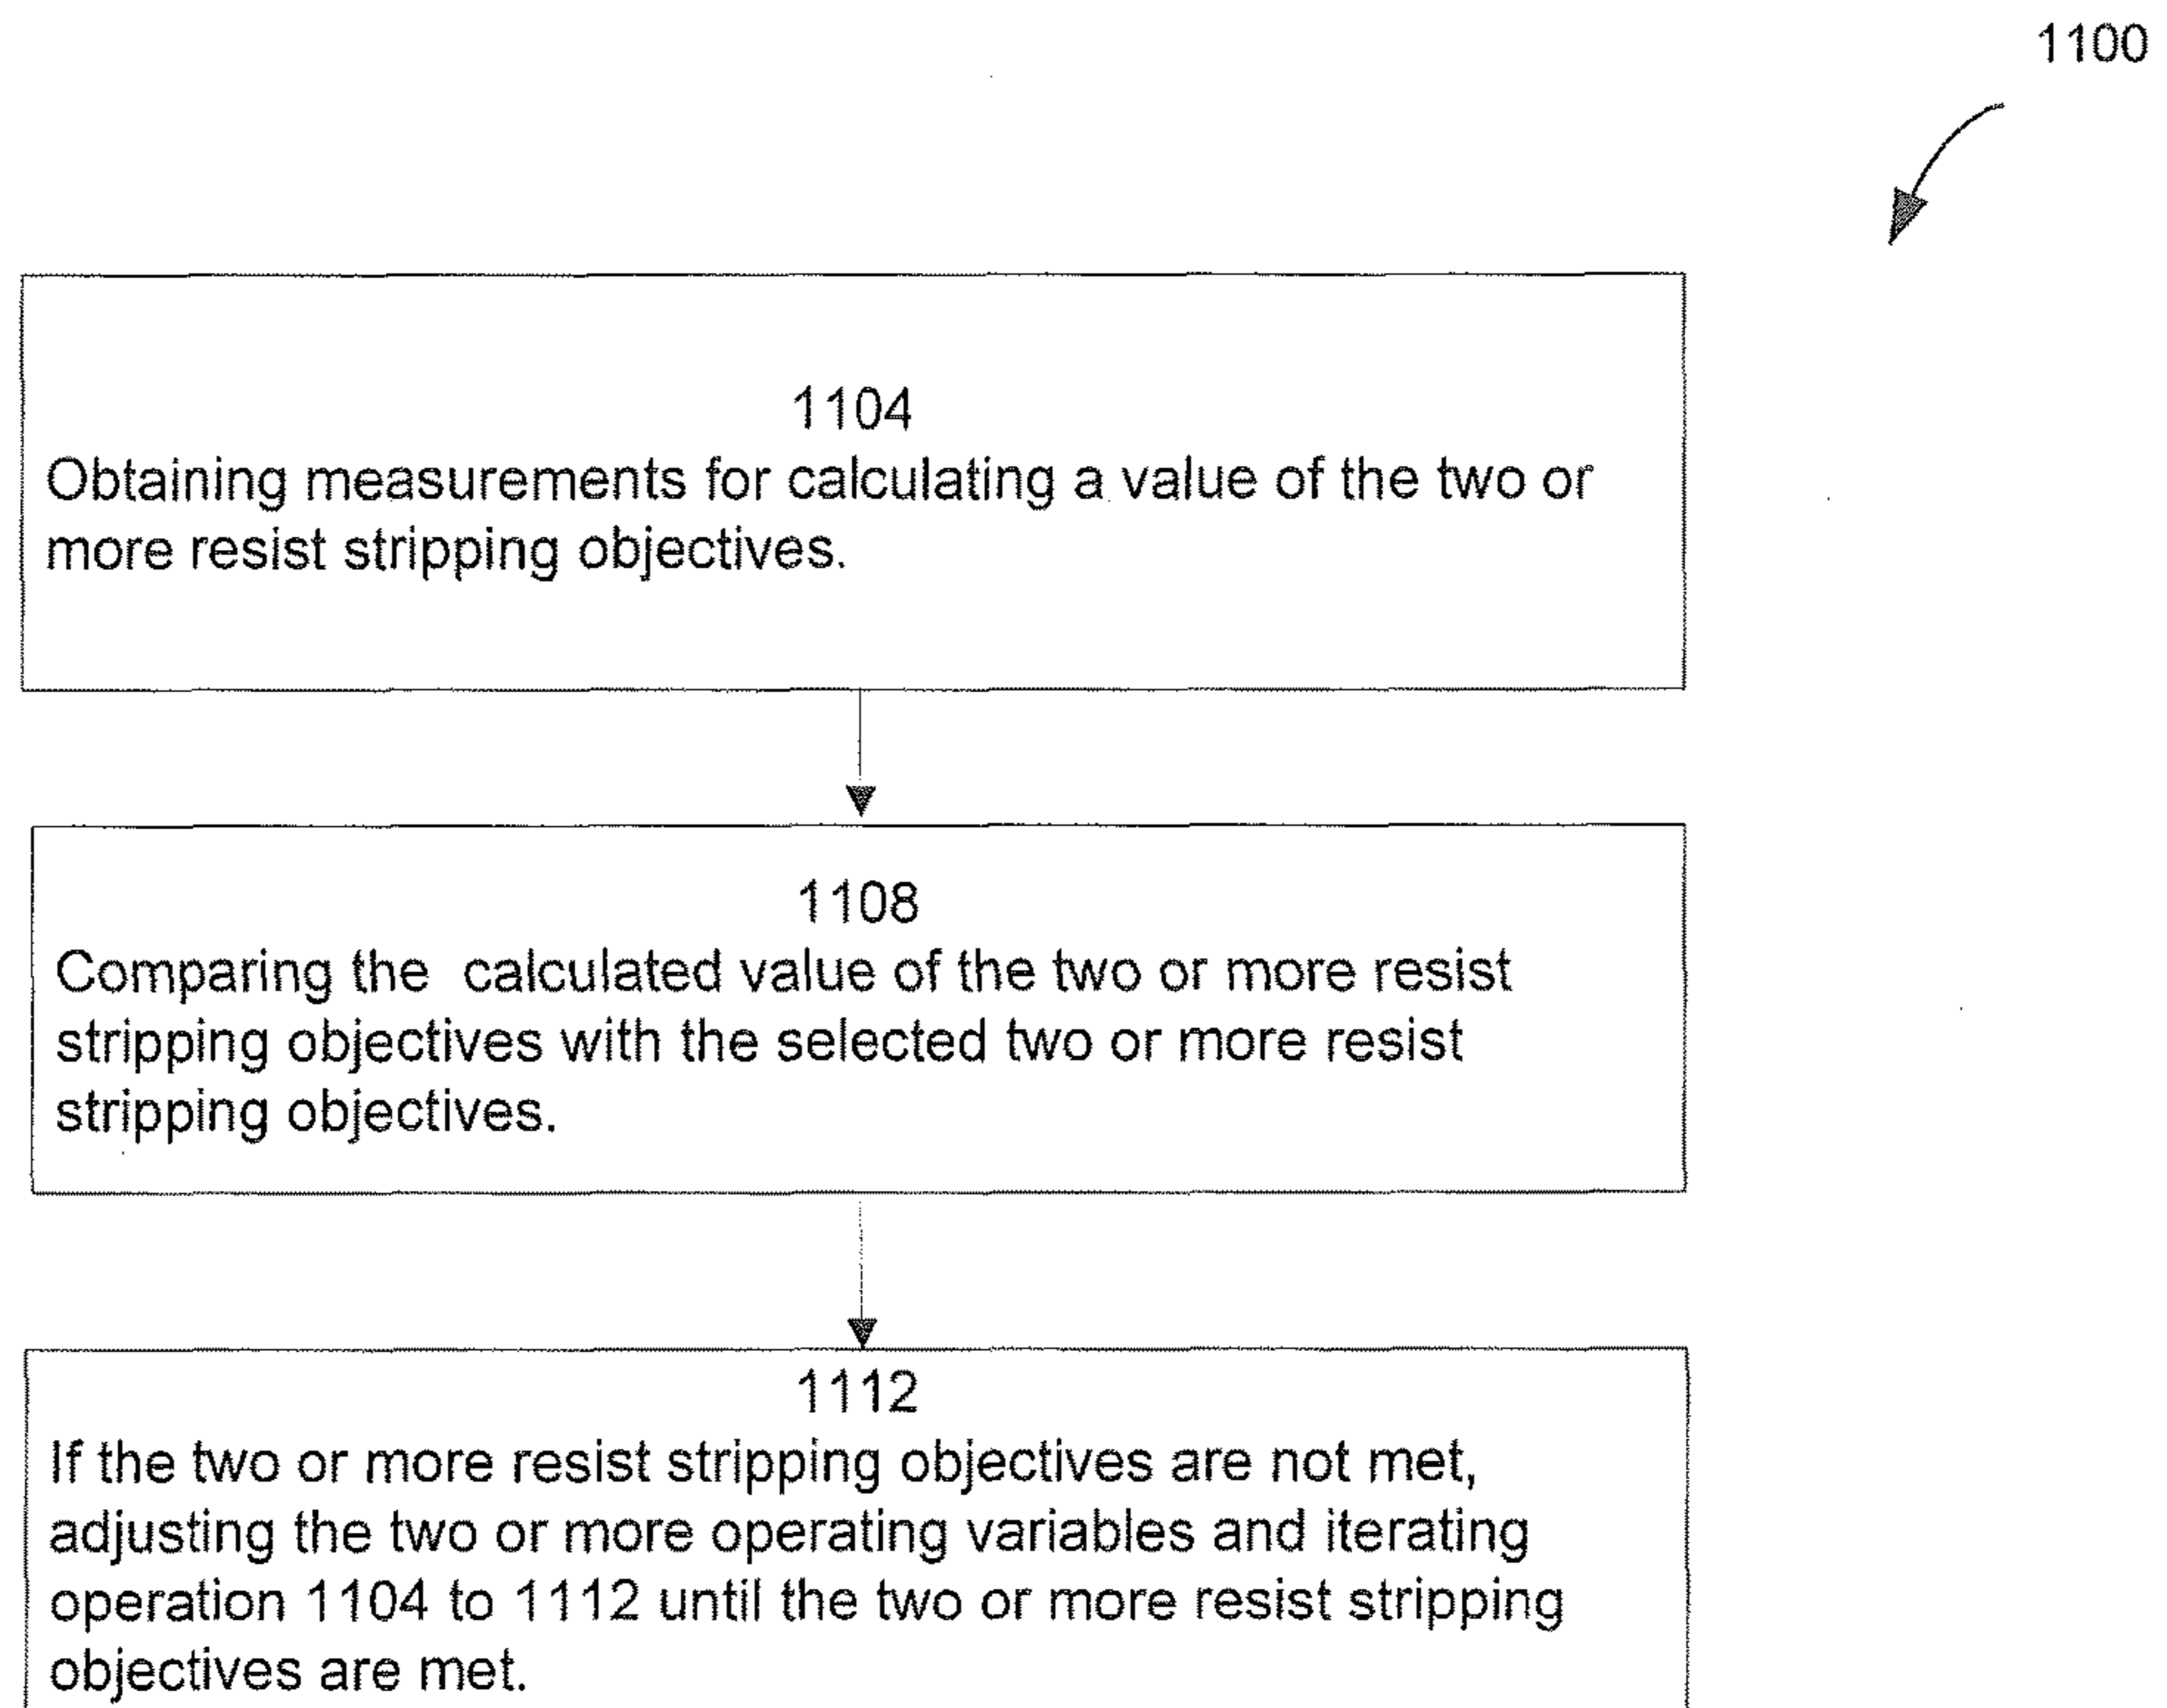 1100
1104
Obtaining measurements for calculating a value of the two or
more resist stripping objectives.
1108
Comparing the calculated value of the two or more resist
stripping objectives with the selected two or more resist
stripping objectives.
1112
If the two or more resist stripping objectives are not met,
adjusting the two or more operating variables and iterating
operation 1104 to 1112 until the two or more resist stripping
objectives are met.